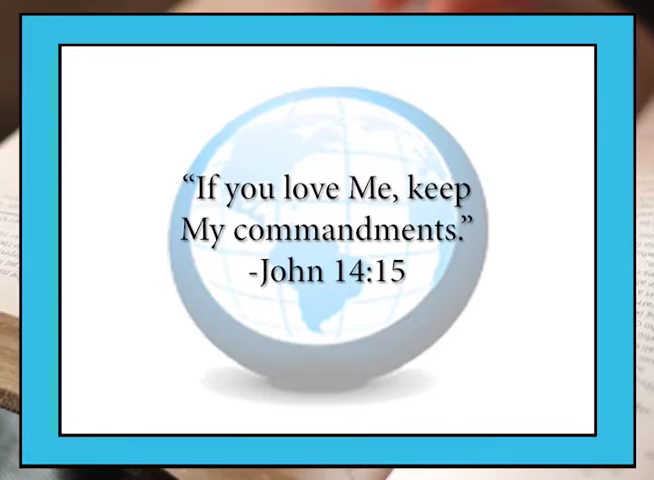 “If you love Me, keep
My commandments.”
-John 14:15